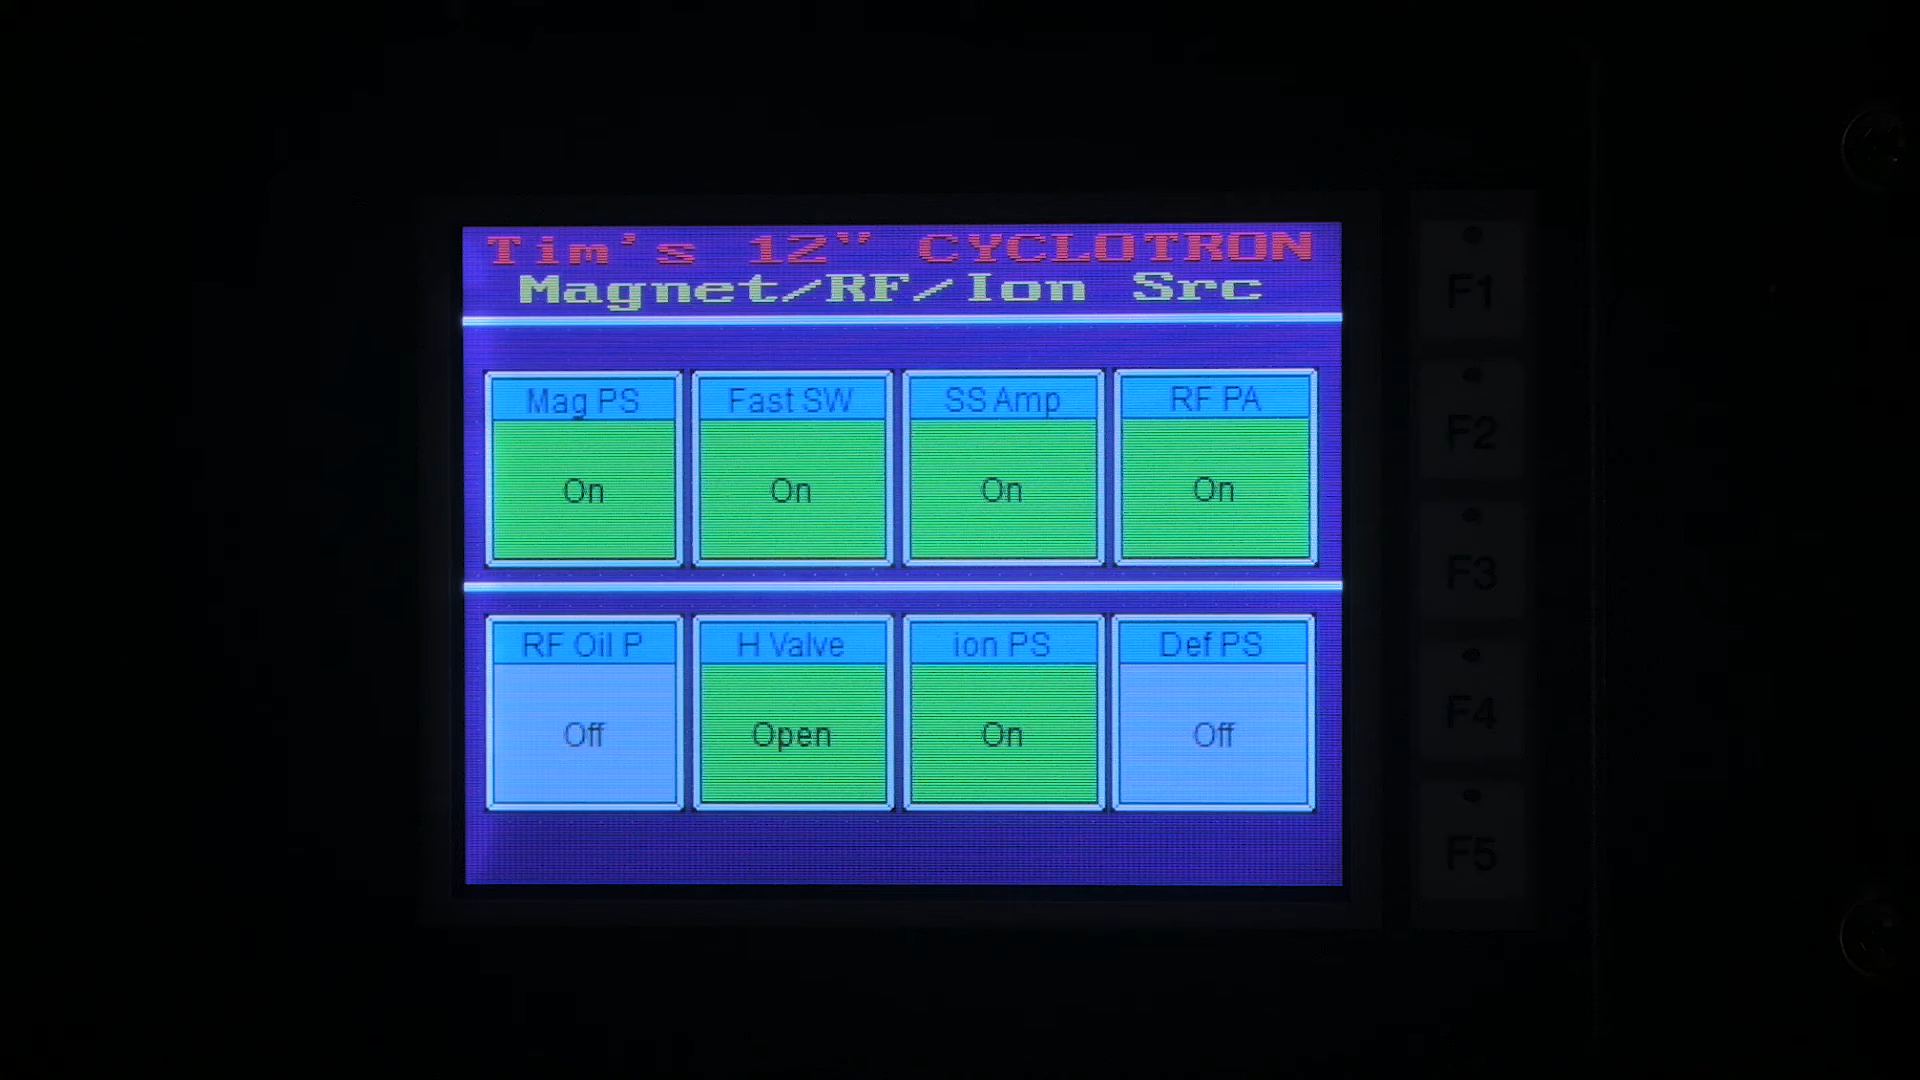 Tim's 12" CYCLOTRON
Magnet/RF/Ion Src
Mag PS Fast SW SS Amp RF PA
On On On On
RF Oil P H Valve ion PS Def PS
Off Open On Off
F1
F2
F3
F4
F5